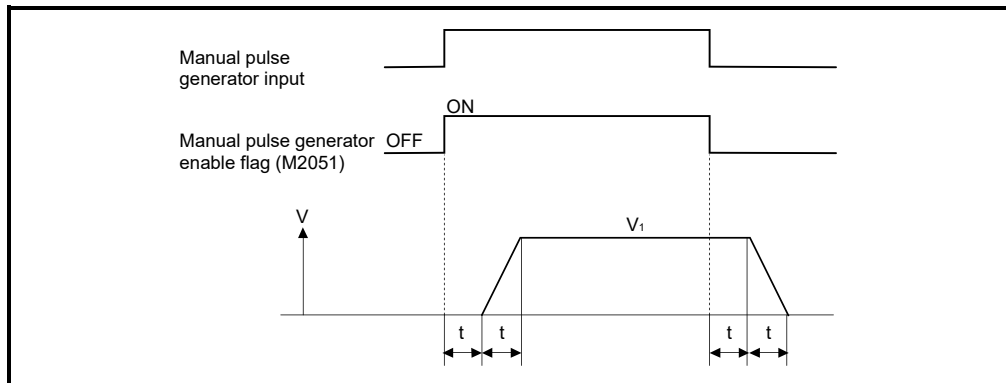 Manual pulse
generator input
ON
Manual pulse generator OFF
enable flag (M2051)
V
V₁
t t t t